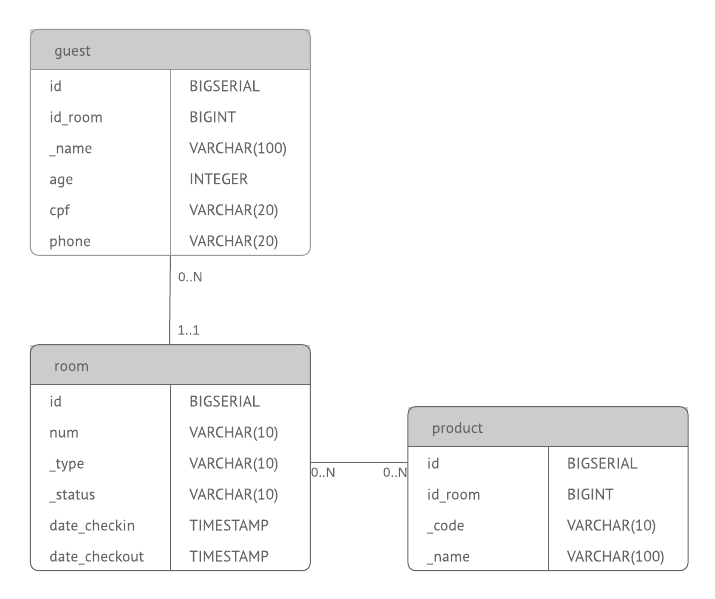 guest
id BIGSERIAL
id_room BIGINT
_name VARCHAR(100)
age INTEGER
cpf VARCHAR(20)
phone VARCHAR(20)
0..N
1..1
room
id BIGSERIAL
num VARCHAR(10)
_type VARCHAR(10)
_status VARCHAR(10)
date_checkin TIMESTAMP
date_checkout TIMESTAMP
0..N 0..N
product
id BIGSERIAL
id_room BIGINT
_code VARCHAR(10)
_name VARCHAR(100)